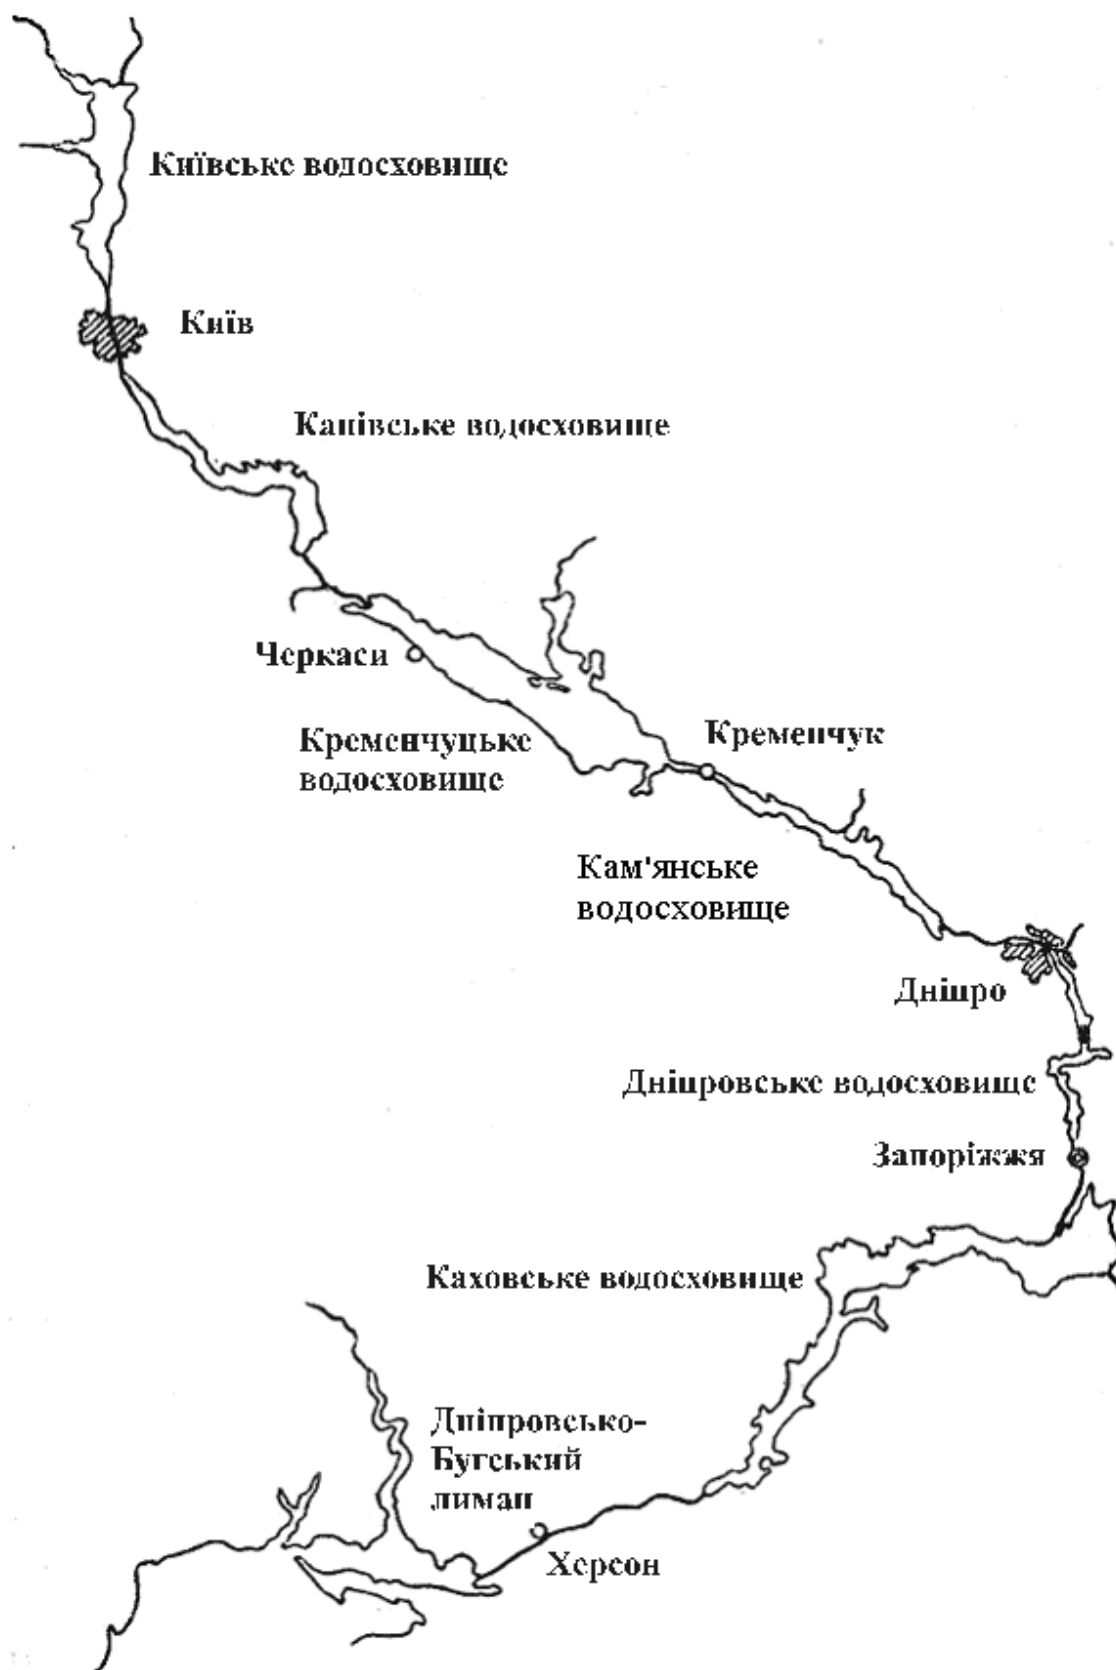 Київське водосховище
Київ
Канівське водосховище
Черкаси
Кременчуцьке
водосховище
Кременчук
Кам'янське
водосховище
Дніпро
Дніпровське водосховище
Запоріжжя
Каховське водосховище
Дніпровсько-
Бугський
лиман
Херсон